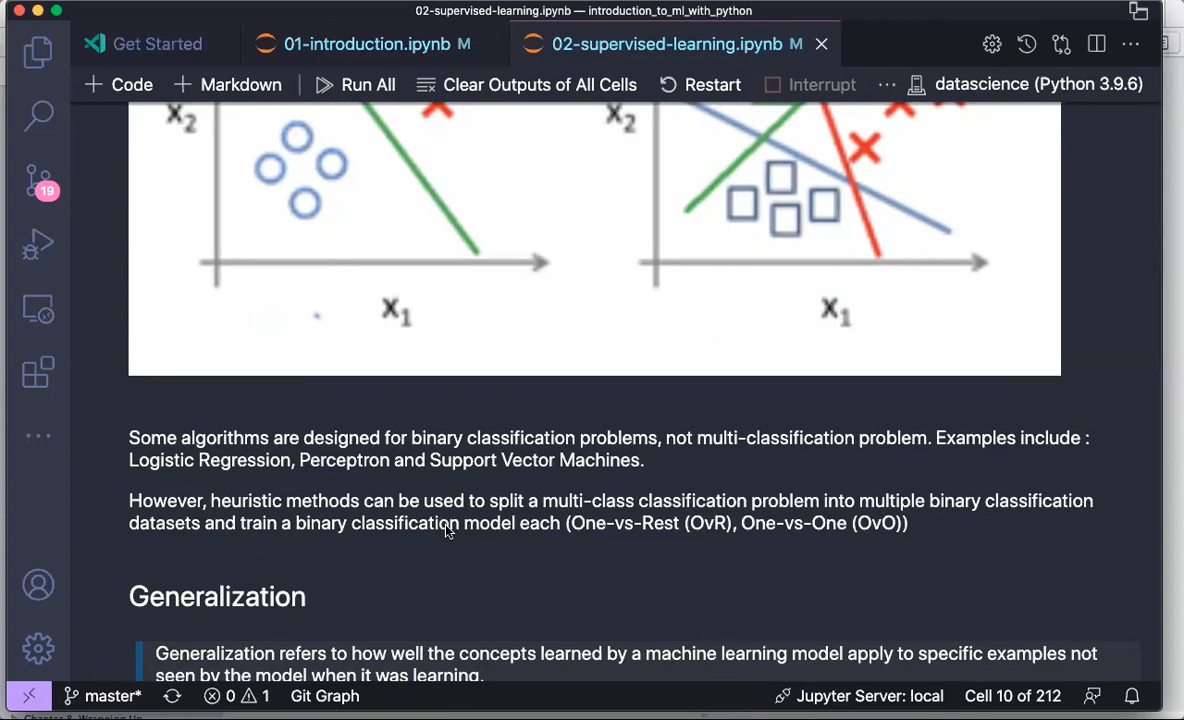 02-supervised-learning.ipynb — introduction_to_ml_with_python
Get Started
01-introduction.ipynb M
02-supervised-learning.ipynb M
Code
Markdown
Run All
Clear Outputs of All Cells
Restart
Interrupt
datascience (Python 3.9.6)
19
X2
X2
X1
X1
Some algorithms are designed for binary classification problems, not multi-classification problem. Examples include :
Logistic Regression, Perceptron and Support Vector Machines.
However, heuristic methods can be used to split a multi-class classification problem into multiple binary classification
datasets and train a binary classification model each (One-vs-Rest (OvR), One-vs-One (OvO))
Generalization
Generalization refers to how well the concepts learned by a machine learning model apply to specific examples not
seen by the model when it was learning.
master*
0
1
Git Graph
Jupyter Server: local
Cell 10 of 212